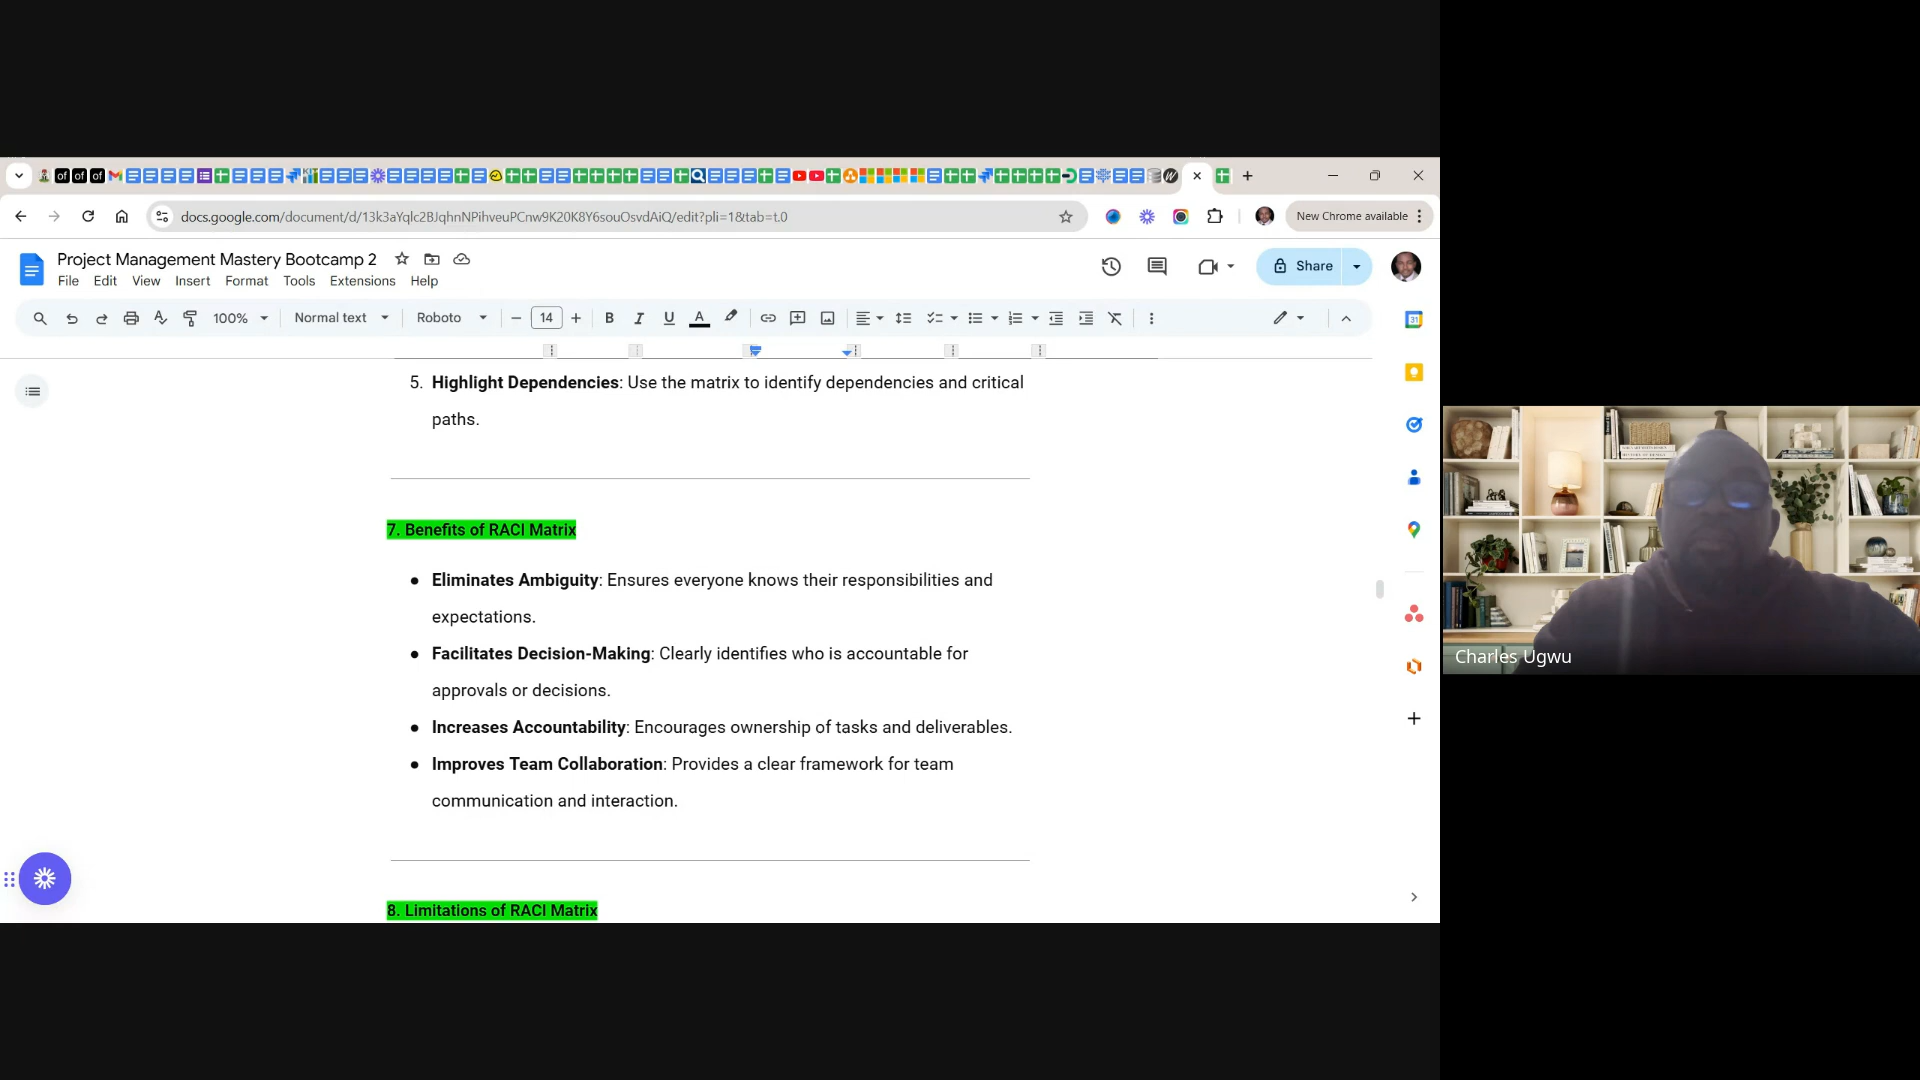 docs.google.com/document/d/13k3aYqlc2BJqhnNPihveuPCnw9K20K8Y6souOsvdAiQ/edit?pli=1&tab=t.0
New Chrome available
Project Management Mastery Bootcamp 2
Share
File Edit View Insert Format Tools Extensions Help
100% Normal text Roboto 14 B I U A
5. Highlight Dependencies: Use the matrix to identify dependencies and critical
paths.
7. Benefits of RACI Matrix
● Eliminates Ambiguity: Ensures everyone knows their responsibilities and
expectations.
● Facilitates Decision-Making: Clearly identifies who is accountable for
approvals or decisions.
● Increases Accountability: Encourages ownership of tasks and deliverables.
● Improves Team Collaboration: Provides a clear framework for team
communication and interaction.
8. Limitations of RACI Matrix
Charles Ugwu